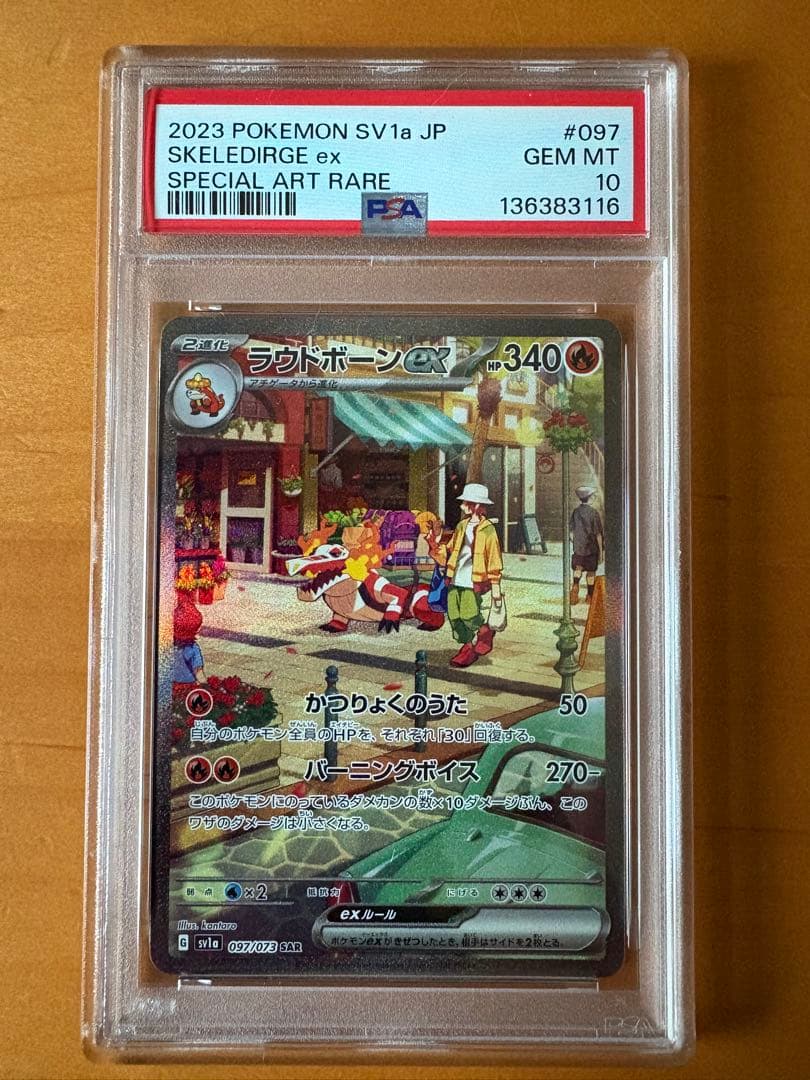 2023 POKEMON SV1a JP #097
SKELEDIRGE ex GEM MT
SPECIAL ART RARE 10
PSA 136383116
2進化 ラウドボーンex HP340
アチゲータから進化
かつりょくのうた 50
自分のポケモン全員のHPを、それぞれ「30」回復する。
バーニングボイス 270-
このポケモンにのっているダメカンの数×10ダメージぶん、この
ワザのダメージは小さくなる。
弱点 ×2 抵抗力 にげる
Illus. kantaro
exルール
G sv1a 097/073 SAR
ポケモンexがきぜつしたとき、相手はサイドを2枚とる。
PSA